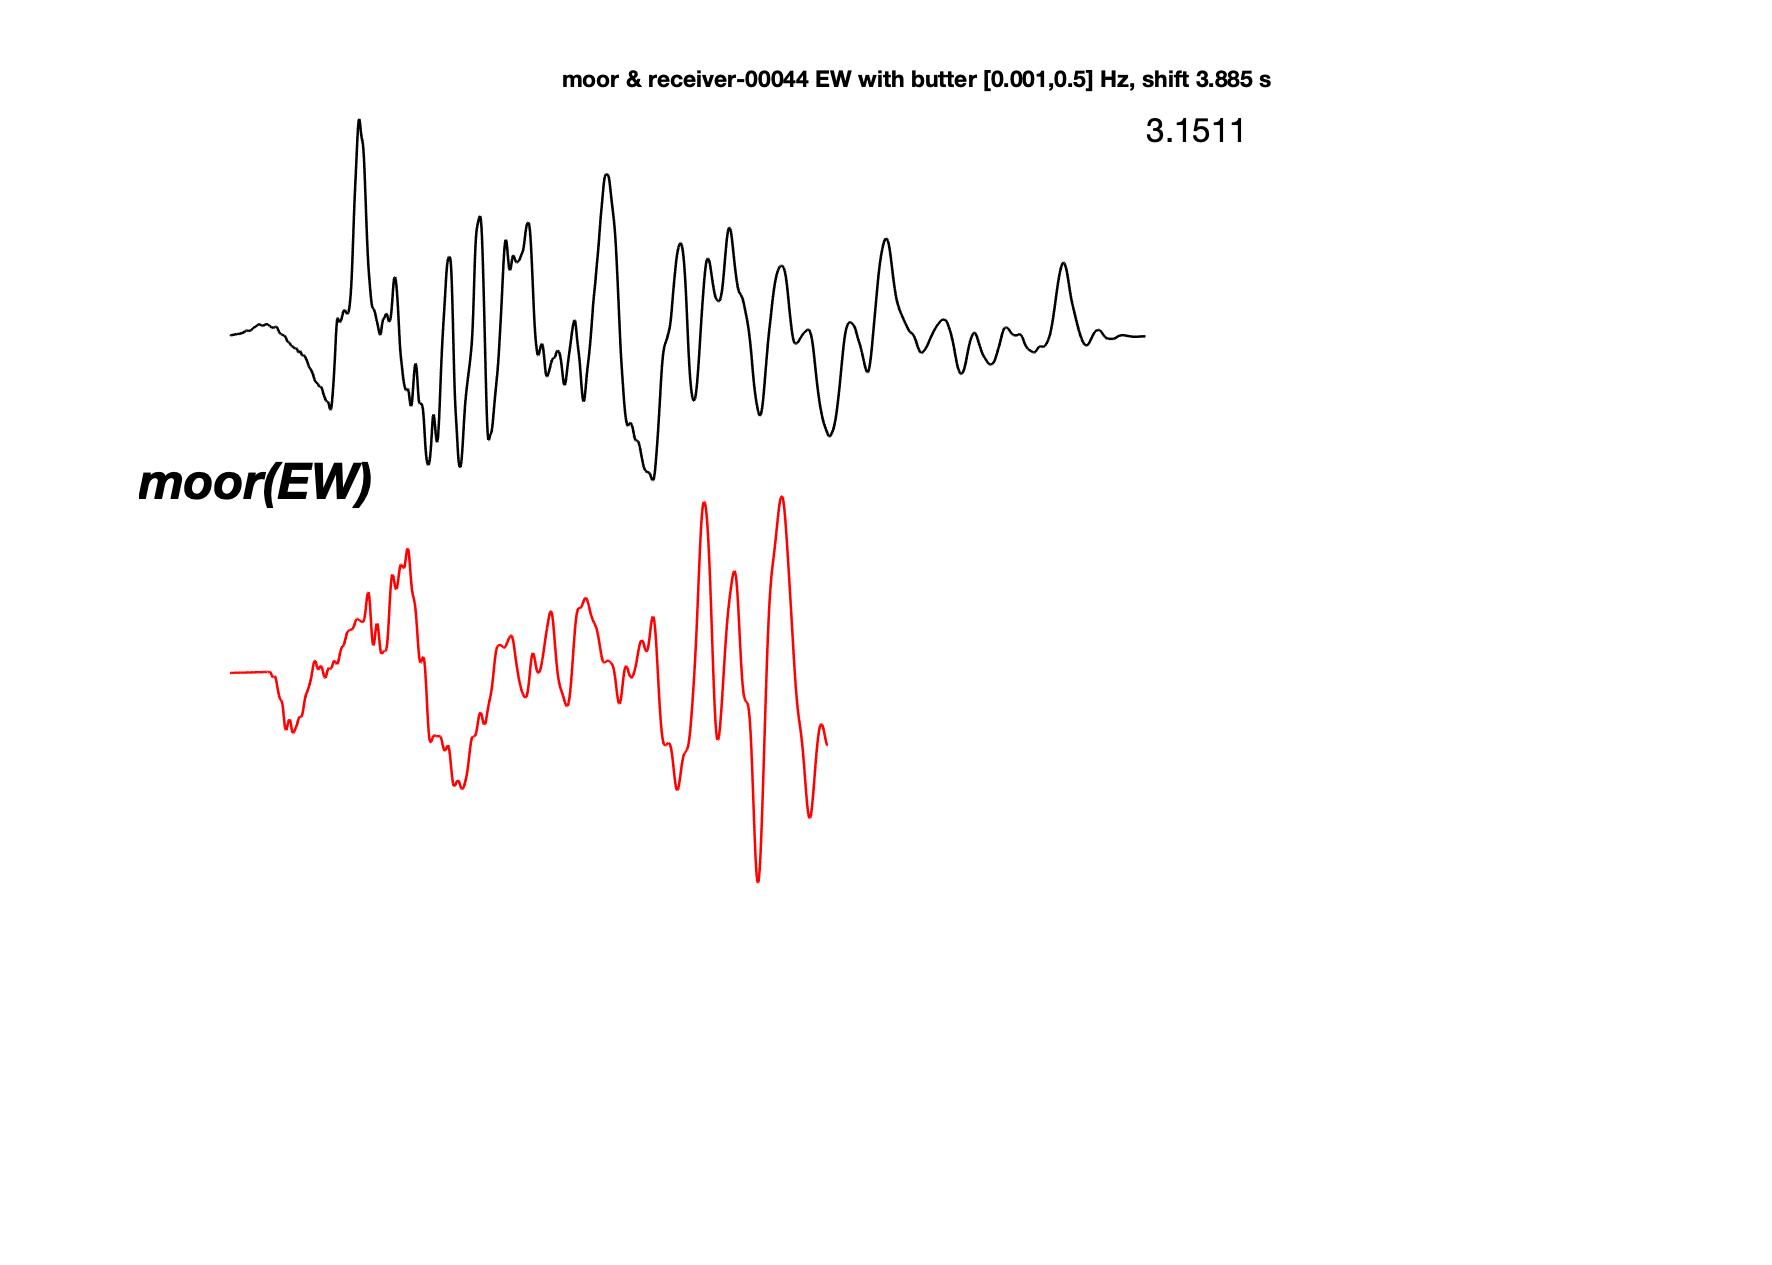 moor & receiver-00044 EW with butter [0.001,0.5] Hz, shift 3.885 s
3.1511
moor(EW)